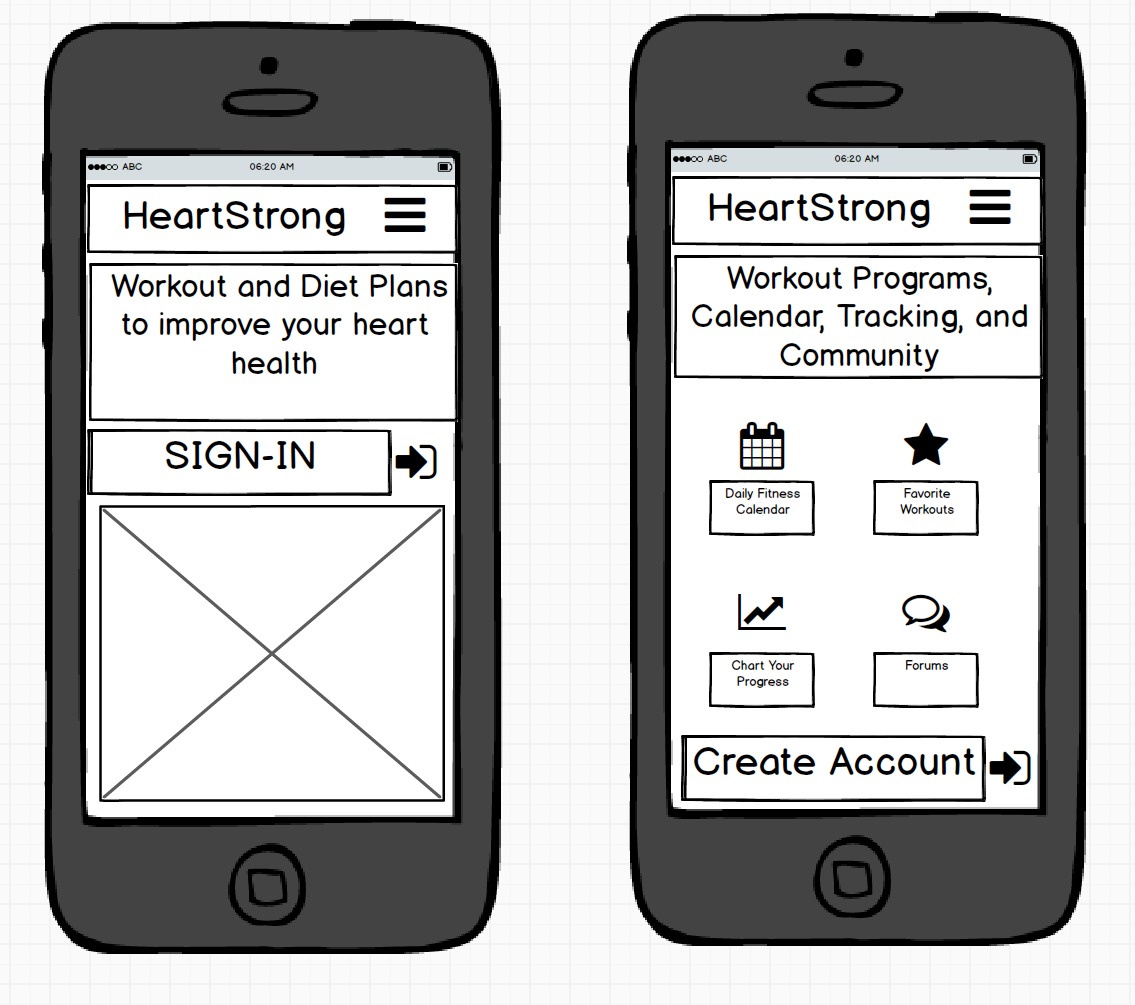 ABC 06:20 AM
HeartStrong
Workout and Diet Plans
to improve your heart
health
SIGN-IN
ABC 06:20 AM
HeartStrong
Workout Programs,
Calendar, Tracking, and
Community
Daily Fitness
Calendar
Favorite
Workouts
Chart Your
Progress
Forums
Create Account